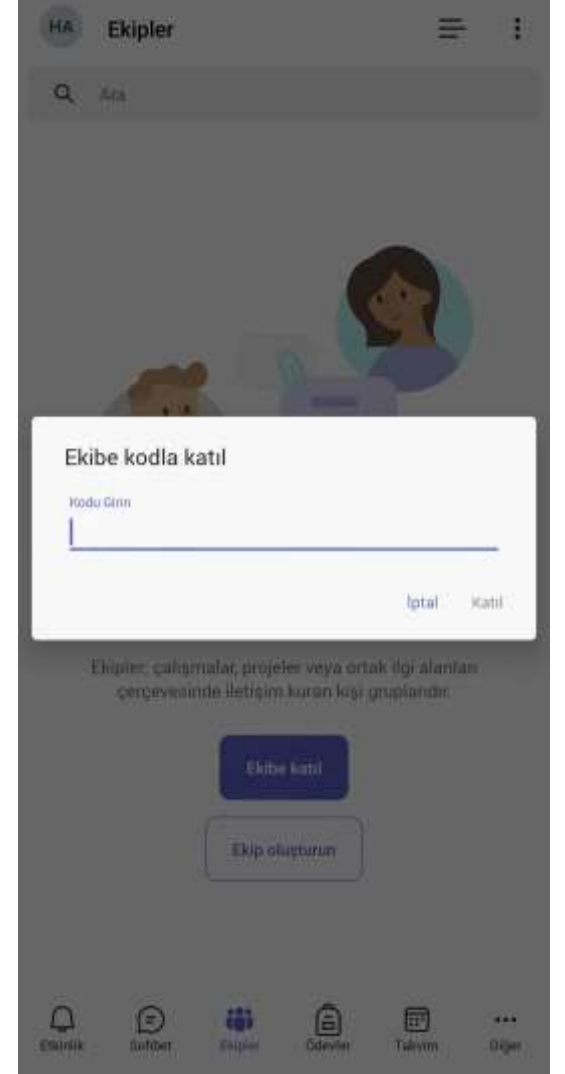 HA Ekipler
Ara
Ekibe kodla katıl
Kodu Girin
İptal Katıl
Ekipler, çalışmalar, projeler veya ortak ilgi alanları
çerçevesinde iletişim kuran kişi gruplarıdır.
Ekibe katıl
Ekip oluşturun
Etkinlik Sohbet Ekipler Ödevler Takvim Diğer